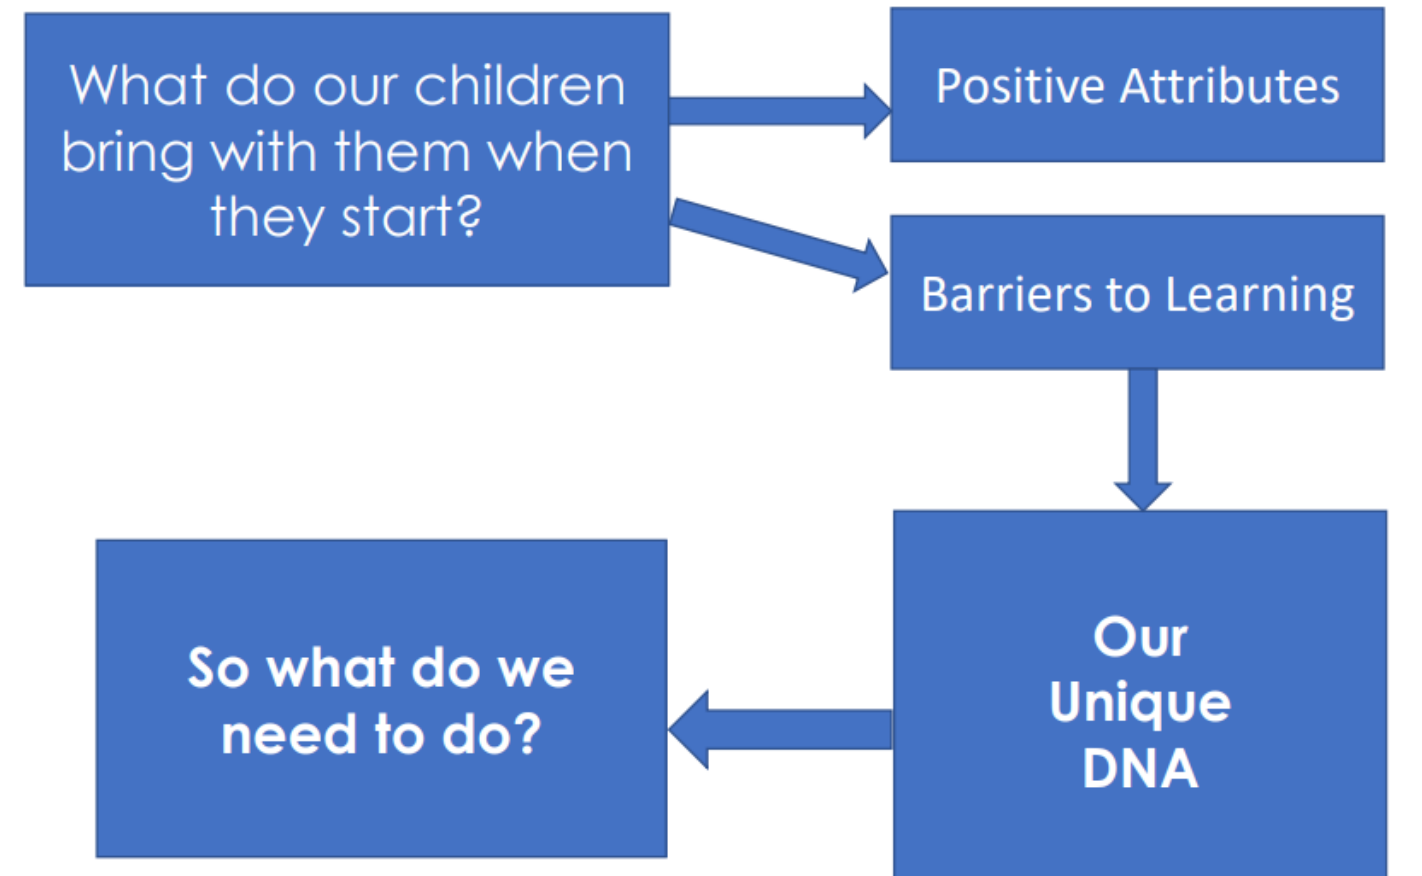 What do our children
bring with them when
they start?
Positive Attributes
Barriers to Learning
Our
Unique
DNA
So what do we
need to do?